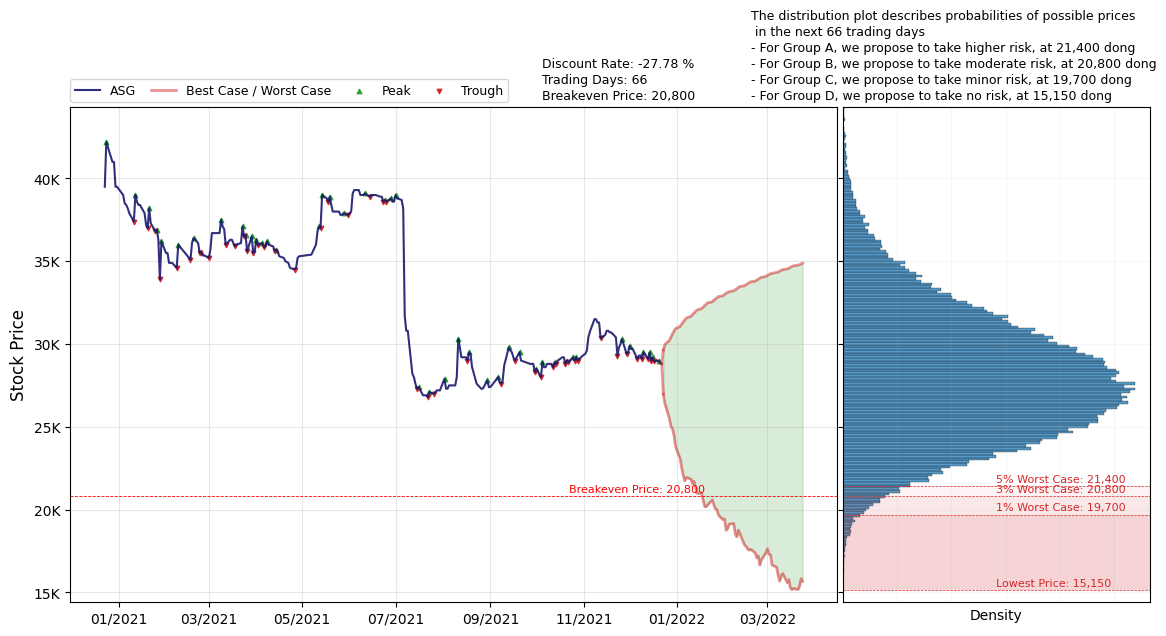 The distribution plot describes probabilities of possible prices
in the next 66 trading days
- For Group A, we propose to take higher risk, at 21,400 dong
- For Group B, we propose to take moderate risk, at 20,800 dong
- For Group C, we propose to take minor risk, at 19,700 dong
- For Group D, we propose to take no risk, at 15,150 dong
Discount Rate: -27.78 %
Trading Days: 66
Breakeven Price: 20,800
ASG
Best Case / Worst Case
Peak
Trough
Stock Price
40K
35K
30K
25K
20K
15K
Breakeven Price: 20,800
5% Worst Case: 21,400
3% Worst Case: 20,800
1% Worst Case: 19,700
Lowest Price: 15,150
01/2021
03/2021
05/2021
07/2021
09/2021
11/2021
01/2022
03/2022
Density